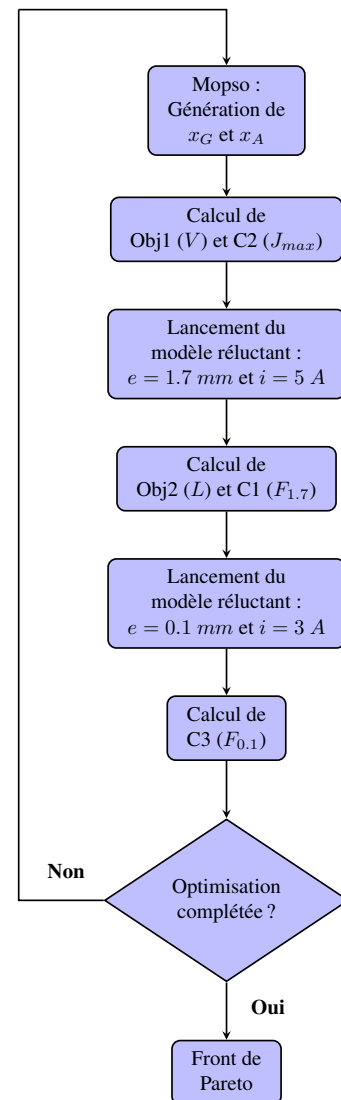 Mopso :
Génération de
x_G et x_A
Calcul de
Obj1 (V) et C2 (J_max)
Lancement du
modèle réluctant :
e = 1.7 mm et i = 5 A
Calcul de
Obj2 (L) et C1 (F_1.7)
Lancement du
modèle réluctant :
e = 0.1 mm et i = 3 A
Calcul de
C3 (F_0.1)
Non
Optimisation
complétée ?
Oui
Front de
Pareto